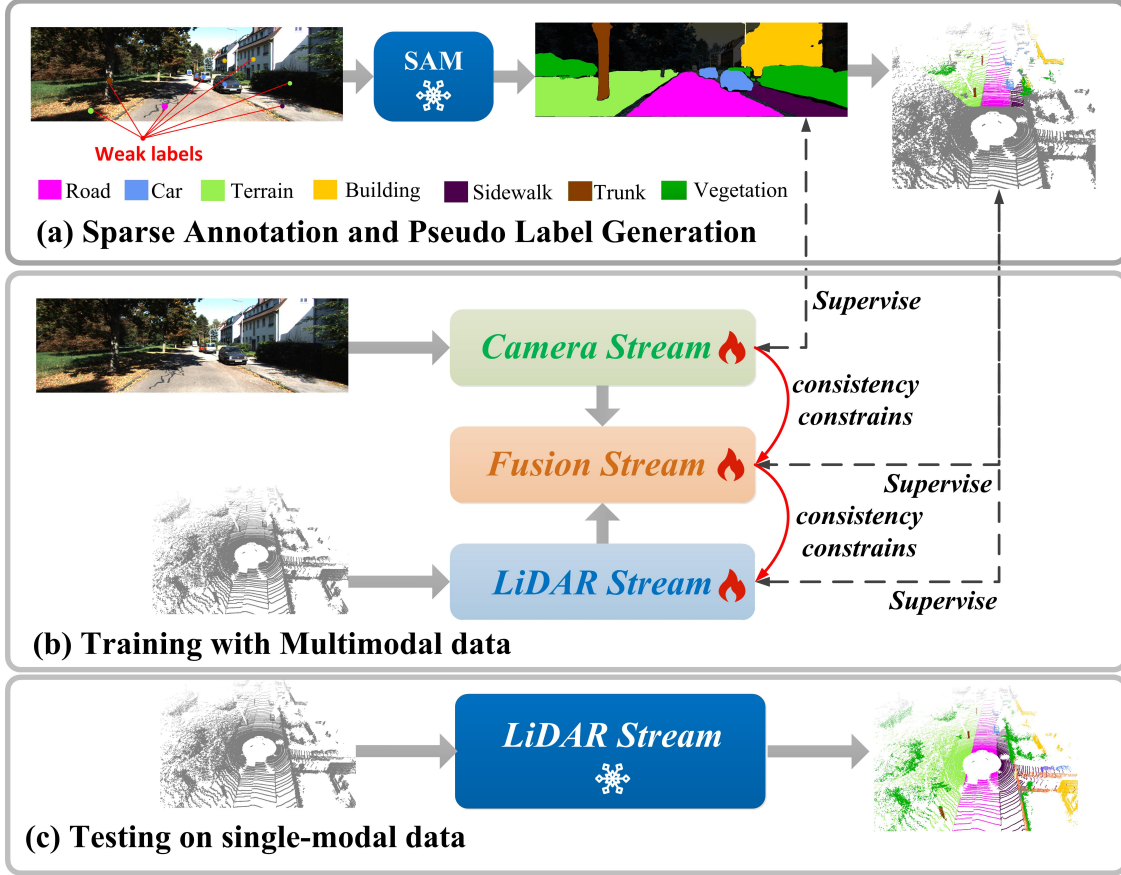 SAM
Weak labels
Road Car Terrain Building Sidewalk Trunk Vegetation
(a) Sparse Annotation and Pseudo Label Generation
Supervise
Camera Stream
consistency
constrains
Fusion Stream
Supervise
consistency
constrains
LiDAR Stream
Supervise
(b) Training with Multimodal data
LiDAR Stream
(c) Testing on single-modal data